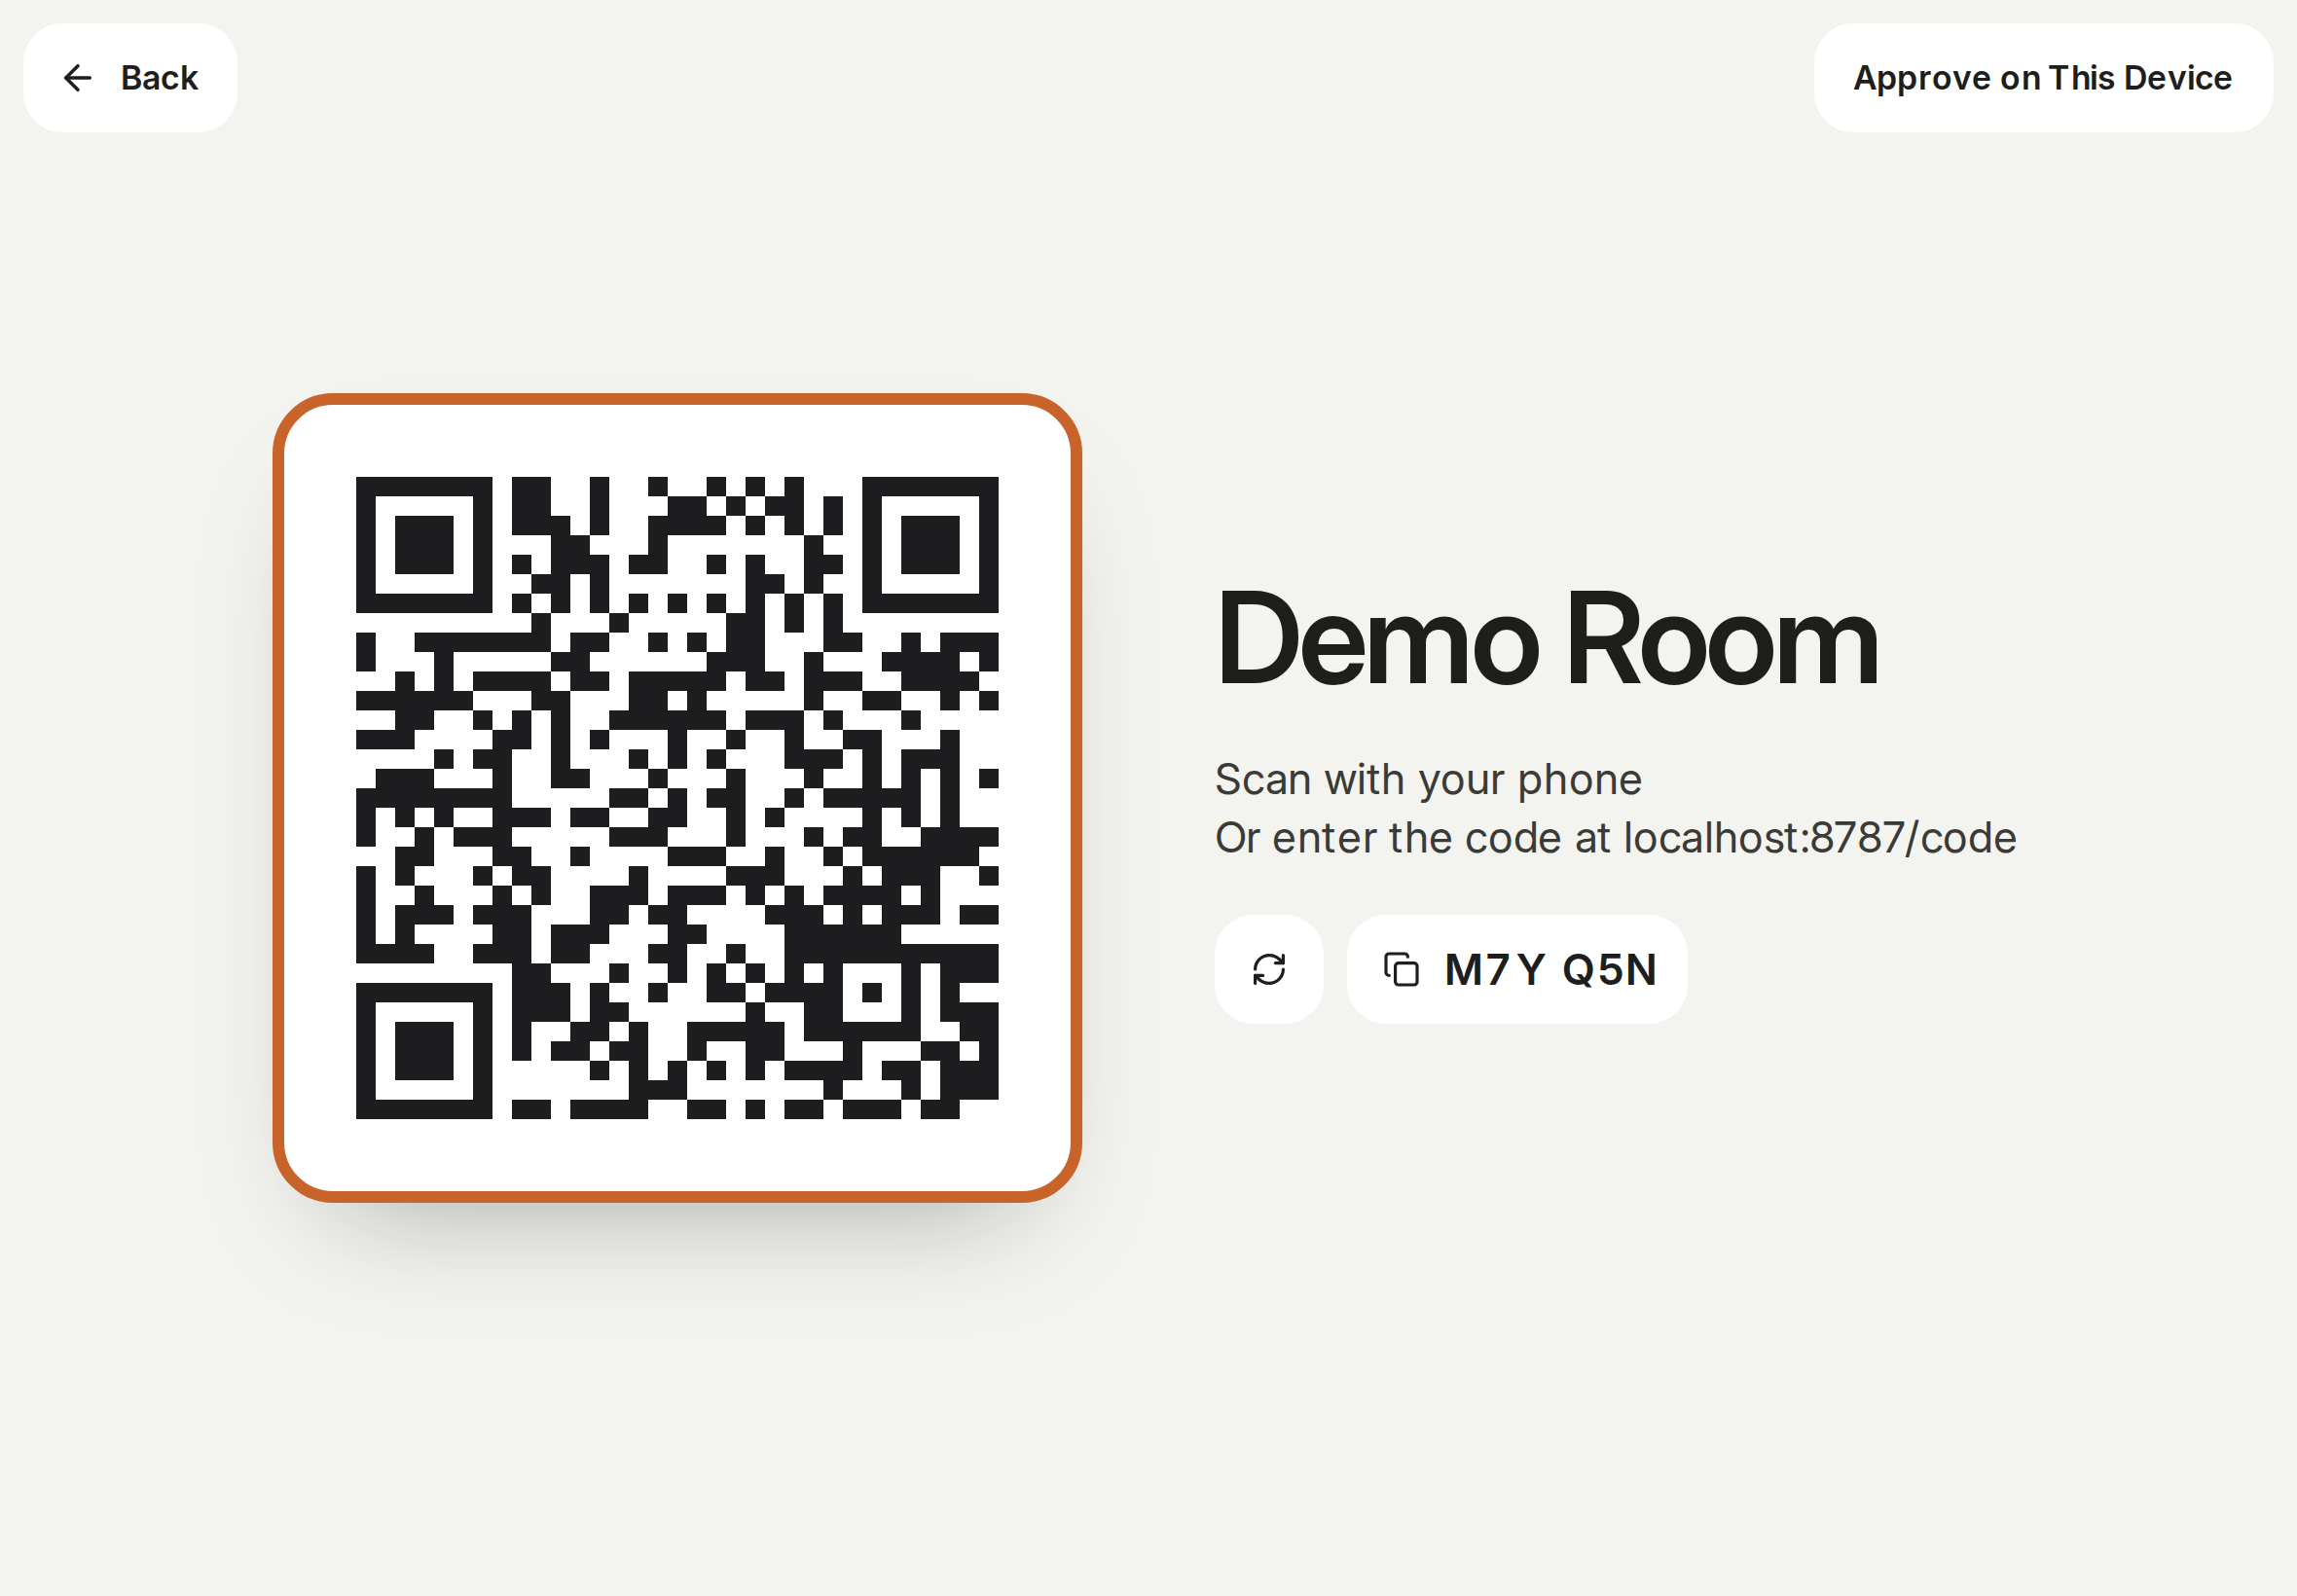 Back
Approve on This Device
Demo Room
Scan with your phone
Or enter the code at localhost:8787/code
M7Y Q5N